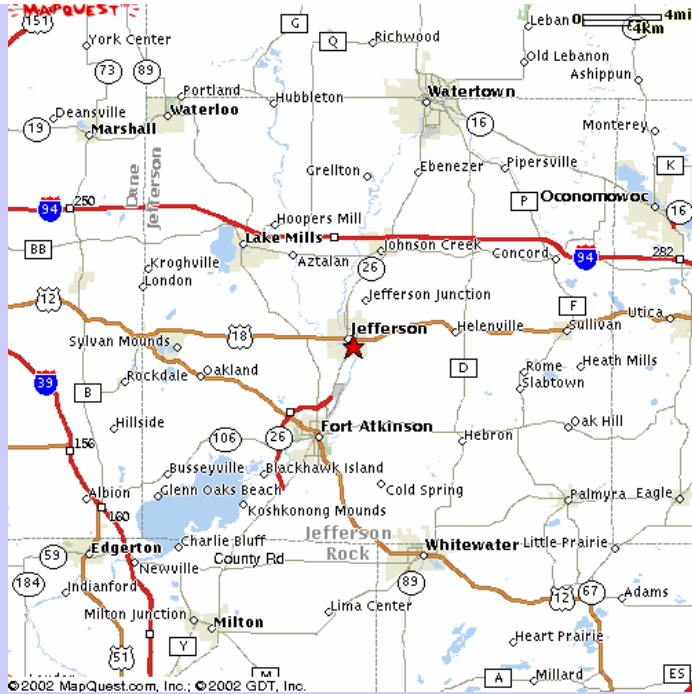 MAPQUEST
151
York Center
G
Q
Richwood
Leban
0 4mi
4km
Old Lebanon
Ashippun
73
89
Portland
Waterloo
Hubbleton
Watertown
Deansville
19
Marshall
16
Monterey
K
Grellton
Ebenezer
Pipersville
Dane
Jefferson
P
Oconomowoc
16
94
250
Hoopers Mill
BB
Lake Mills
Johnson Creek
Concord
94
282
Aztalan
26
Kroghville
London
12
Jefferson Junction
F
Utica
Jefferson
18
Helenville
Sullivan
Sylvan Mounds
39
Rockdale
Oakland
B
D
Rome
Heath Mills
Slabtown
Hillside
106
26
Fort Atkinson
Oak Hill
Hebron
156
Busseyville
Blackhawk Island
Albion
Glenn Oaks Beach
Cold Spring
Palmyra
Eagle
160
Koshkonong Mounds
Jefferson
Rock
59
Edgerton
Charlie Bluff
County Rd
Whitewater
Little Prairie
Newville
184
Indianford
89
12
67
Adams
Milton Junction
Milton
Lima Center
Y
Heart Prairie
51
M
A
Millard
ES
©2002 MapQuest.com, Inc.; ©2002 GDT, Inc.